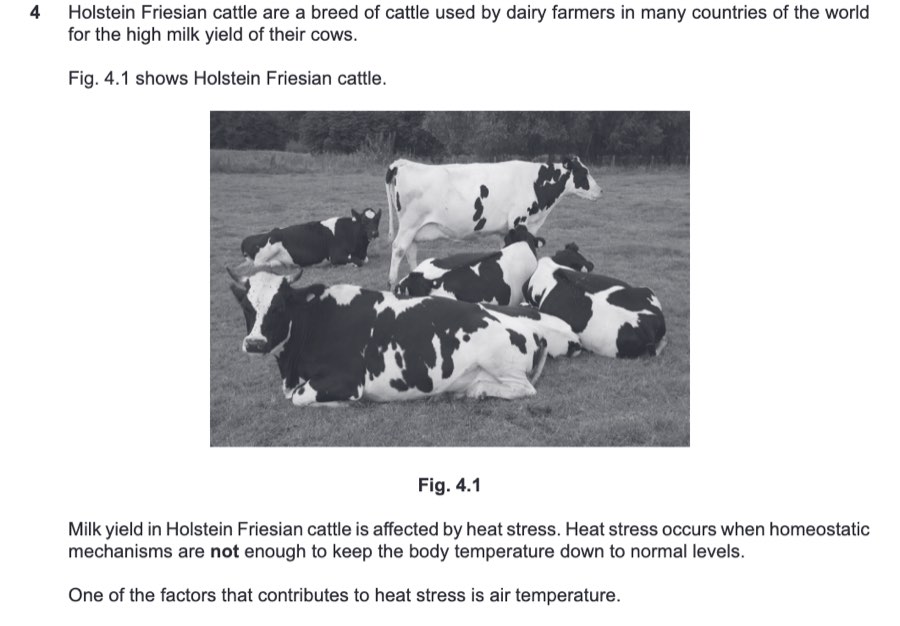 4 Holstein Friesian cattle are a breed of cattle used by dairy farmers in many countries of the world
for the high milk yield of their cows.
Fig. 4.1 shows Holstein Friesian cattle.
Fig. 4.1
Milk yield in Holstein Friesian cattle is affected by heat stress. Heat stress occurs when homeostatic
mechanisms are not enough to keep the body temperature down to normal levels.
One of the factors that contributes to heat stress is air temperature.